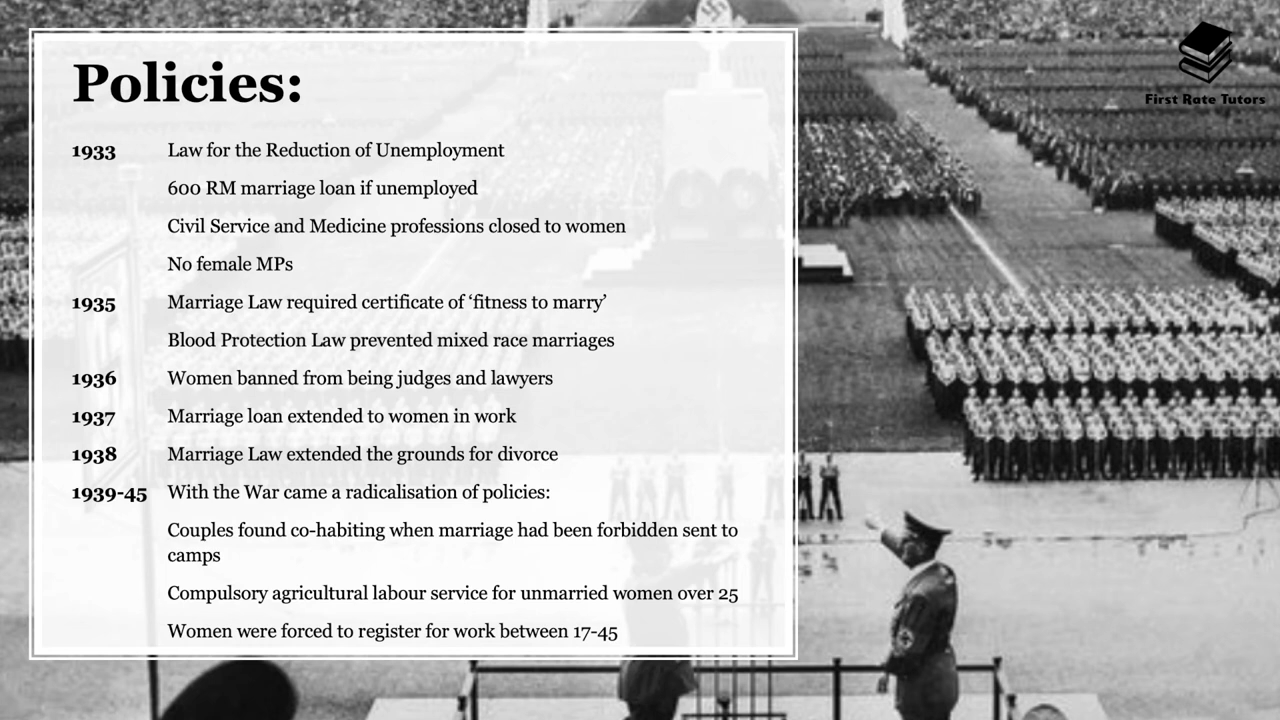 Policies:
First Rate Tutors
1933 Law for the Reduction of Unemployment
600 RM marriage loan if unemployed
Civil Service and Medicine professions closed to women
No female MPs
1935 Marriage Law required certificate of ‘fitness to marry’
Blood Protection Law prevented mixed race marriages
1936 Women banned from being judges and lawyers
1937 Marriage loan extended to women in work
1938 Marriage Law extended the grounds for divorce
1939-45 With the War came a radicalisation of policies:
Couples found co-habiting when marriage had been forbidden sent to
camps
Compulsory agricultural labour service for unmarried women over 25
Women were forced to register for work between 17-45